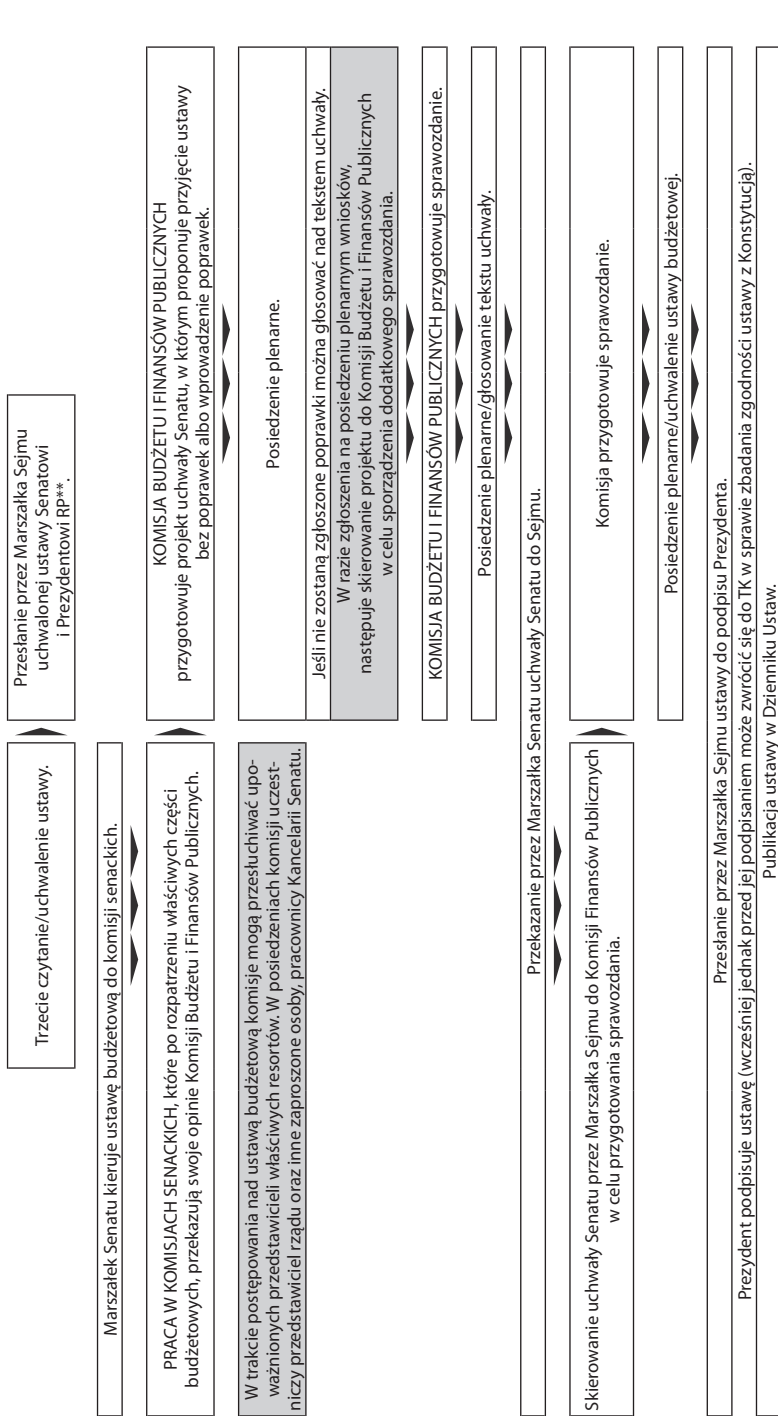 Trzecie czytanie/uchwalenie ustawy.
Przesłanie przez Marszałka Sejmu
uchwalonej ustawy Senatowi
i Prezydentowi RP**.
Marszałek Senatu kieruje ustawę budżetową do komisji senackich.
PRACA W KOMISJACH SENACKICH, które po rozpatrzeniu właściwych części
budżetowych, przekazują swoje opinie Komisji Budżetu i Finansów Publicznych.
KOMISJA BUDŻETU I FINANSÓW PUBLICZNYCH
przygotowuje projekt uchwały Senatu, w którym proponuje przyjęcie ustawy
bez poprawek albo wprowadzenie poprawek.
W trakcie postępowania nad ustawą budżetową komisje mogą przesłuchiwać upo-
ważnionych przedstawicieli właściwych resortów. W posiedzeniach komisji uczest-
niczy przedstawiciel rządu oraz inne zaproszone osoby, pracownicy Kancelarii Senatu.
Posiedzenie plenarne.
Jeśli nie zostaną zgłoszone poprawki można głosować nad tekstem uchwały.
W razie zgłoszenia na posiedzeniu plenarnym wniosków,
następuje skierowanie projektu do Komisji Budżetu i Finansów Publicznych
w celu sporządzenia dodatkowego sprawozdania.
KOMISJA BUDŻETU I FINANSÓW PUBLICZNYCH przygotowuje sprawozdanie.
Posiedzenie plenarne/głosowanie tekstu uchwały.
Przekazanie przez Marszałka Senatu uchwały Senatu do Sejmu.
Skierowanie uchwały Senatu przez Marszałka Sejmu do Komisji Finansów Publicznych
w celu przygotowania sprawozdania.
Komisja przygotowuje sprawozdanie.
Posiedzenie plenarne/uchwalenie ustawy budżetowej.
Przesłanie przez Marszałka Sejmu ustawy do podpisu Prezydenta.
Prezydent podpisuje ustawę (wcześniej jednak przed jej podpisaniem może zwrócić się do TK w sprawie zbadania zgodności ustawy z Konstytucją).
Publikacja ustawy w Dzienniku Ustaw.